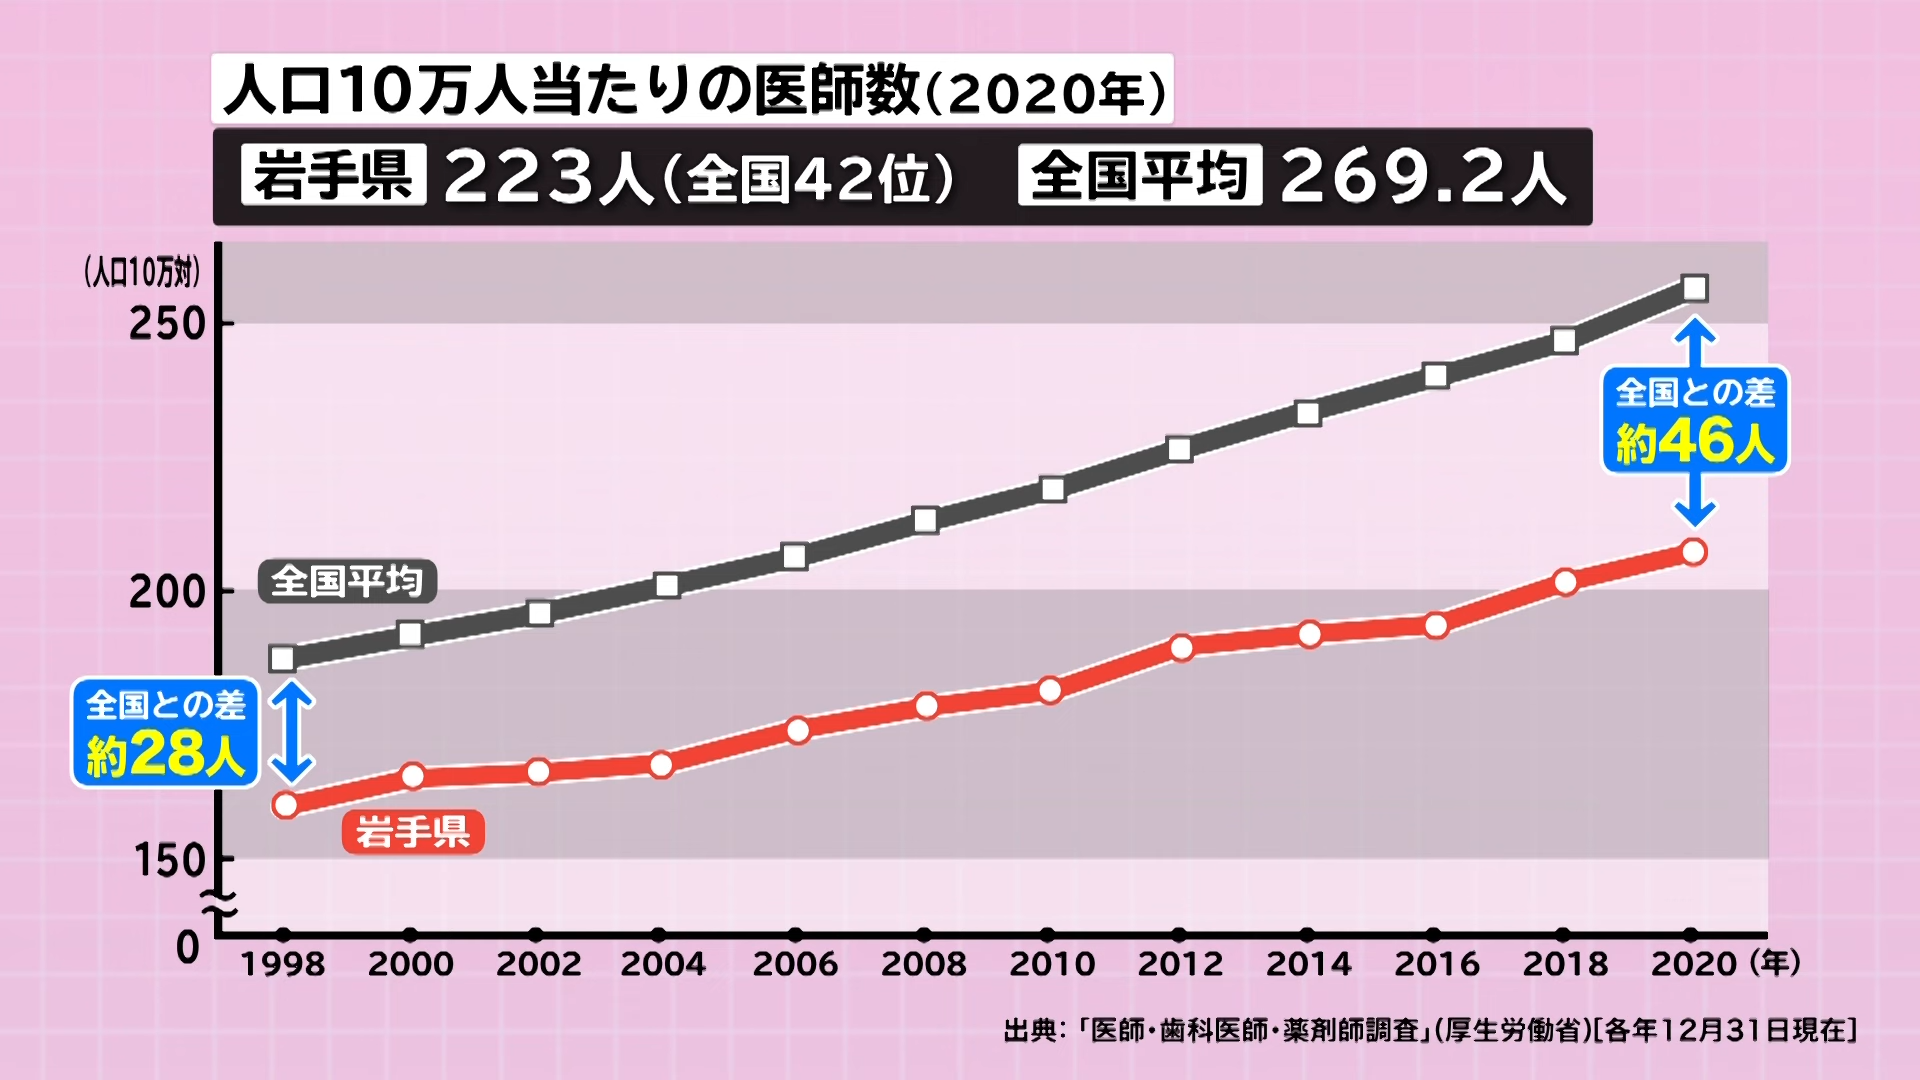 人口10万人当たりの医師数(2020年)
岩手県 223人(全国42位) 全国平均 269.2人
(人口10万対)
250
全国との差
約46人
200
全国平均
全国との差
約28人
岩手県
150
0
1998 2000 2002 2004 2006 2008 2010 2012 2014 2016 2018 2020 (年)
出典:「医師・歯科医師・薬剤師調査」(厚生労働省)[各年12月31日現在]